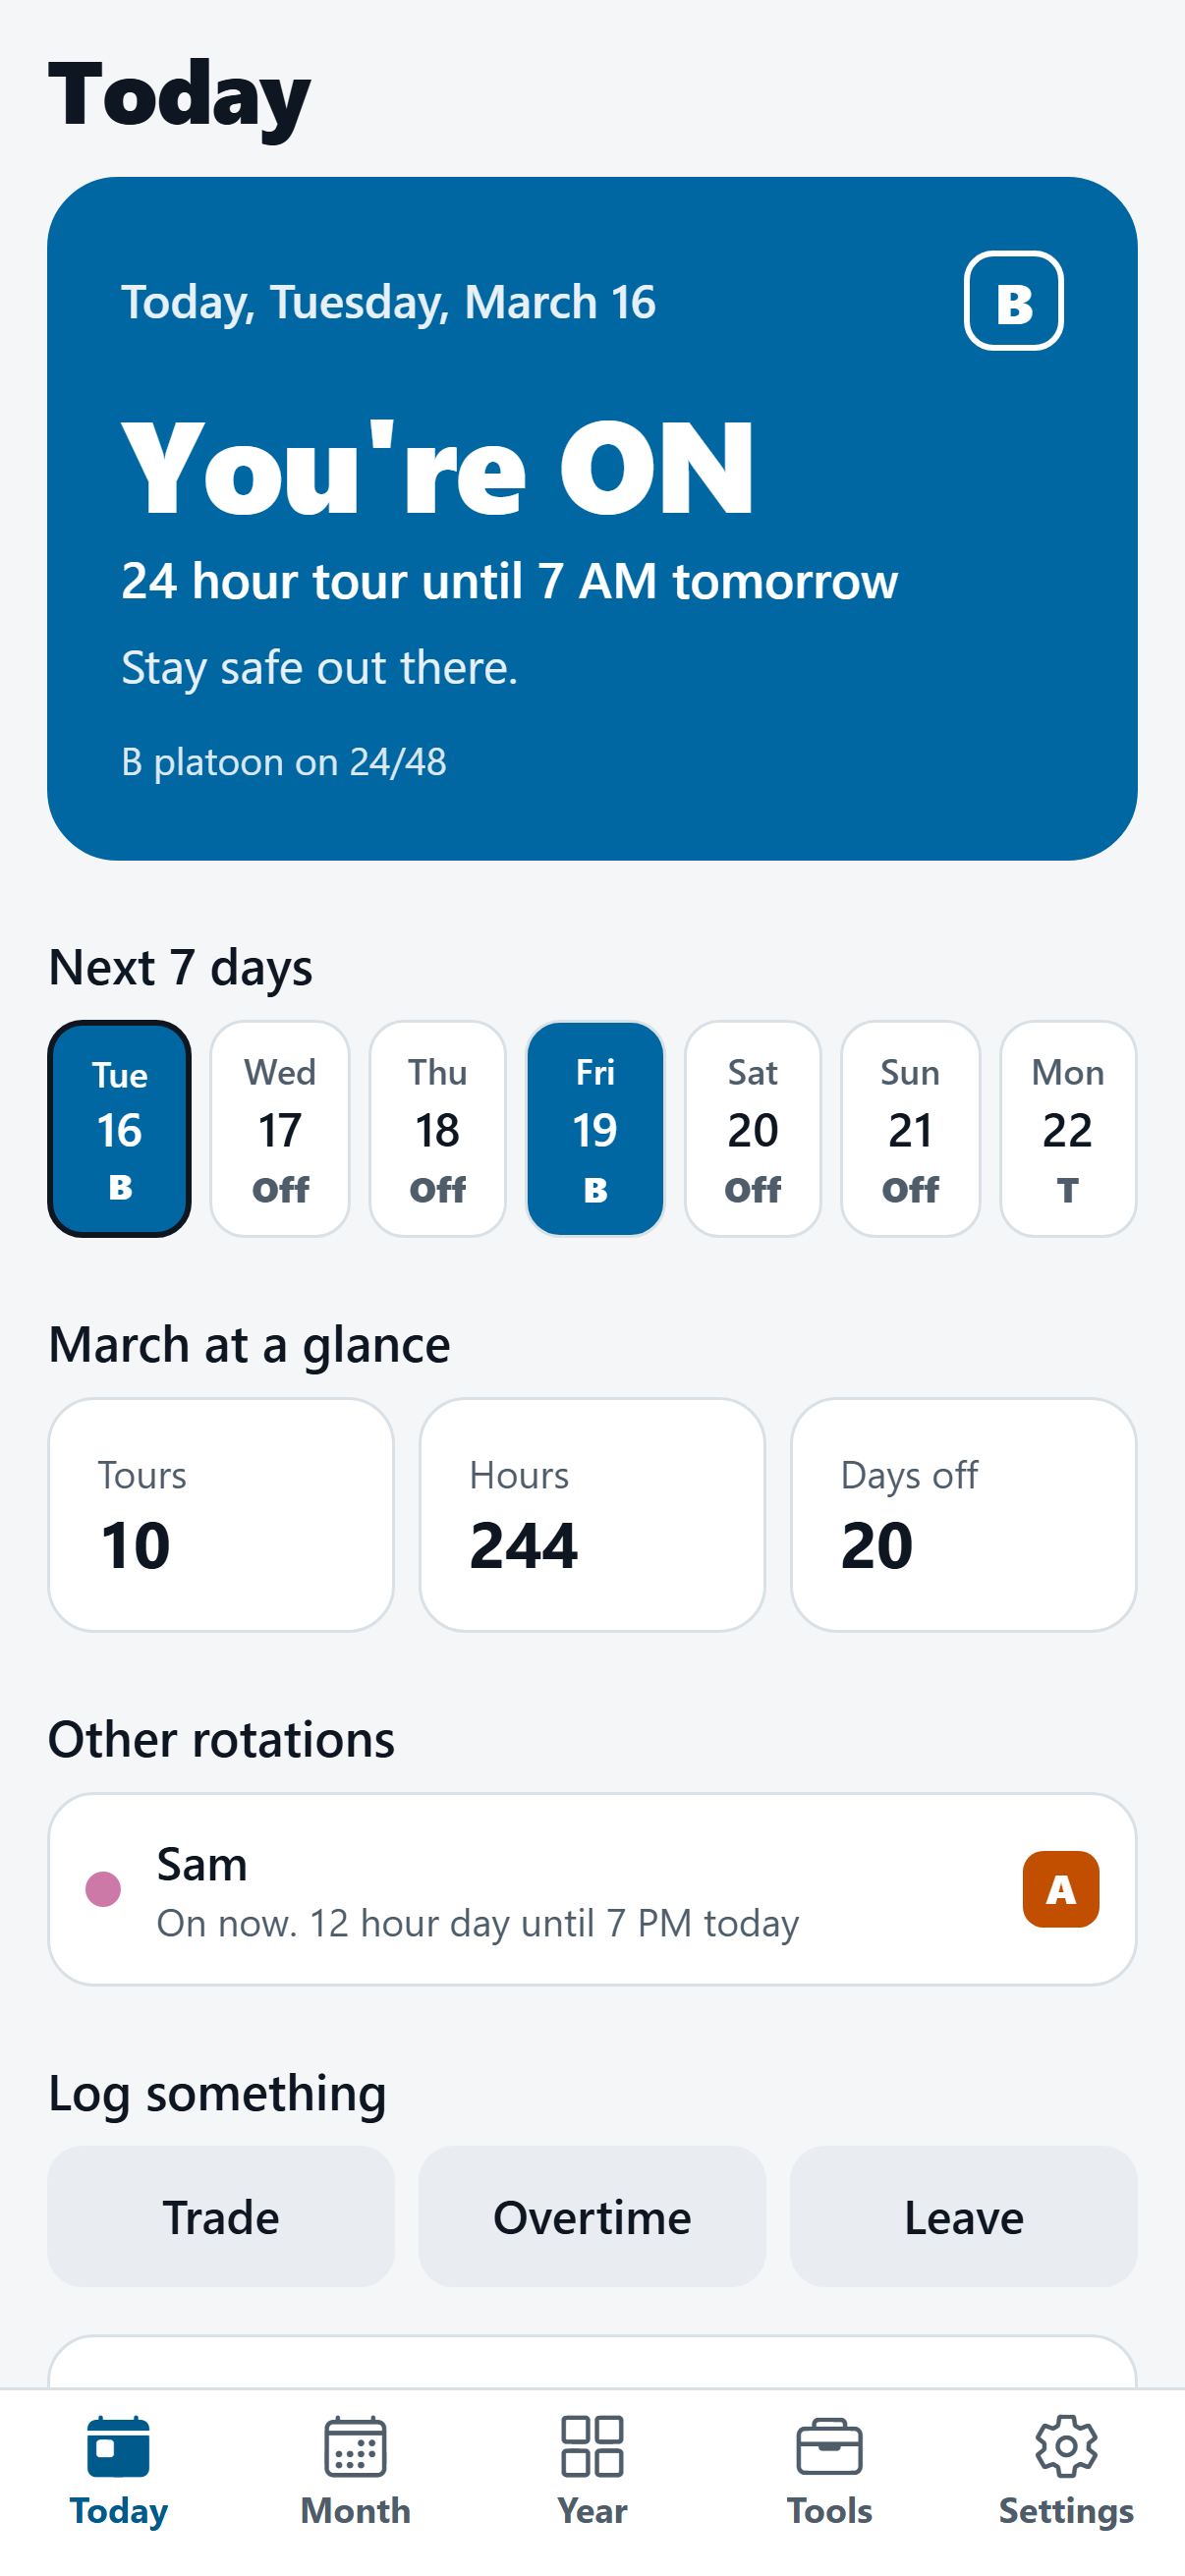 Today
Today, Tuesday, March 16
B
You're ON
24 hour tour until 7 AM tomorrow
Stay safe out there.
B platoon on 24/48
Next 7 days
Tue Wed Thu Fri Sat Sun Mon
16 17 18 19 20 21 22
B Off Off B Off Off T
March at a glance
Tours Hours Days off
10 244 20
Other rotations
Sam
On now. 12 hour day until 7 PM today
A
Log something
Trade Overtime Leave
Today Month Year Tools Settings